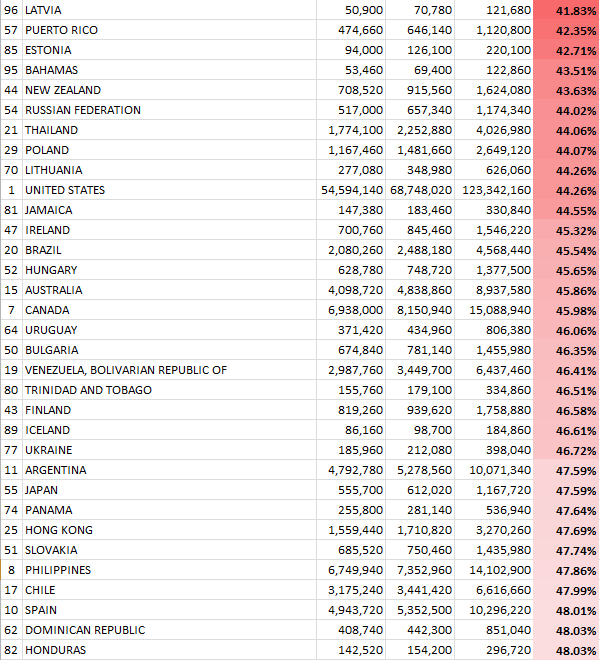 96 LATVIA 50,900 70,780 121,680 41.83%
57 PUERTO RICO 474,660 646,140 1,120,800 42.35%
85 ESTONIA 94,000 126,100 220,100 42.71%
95 BAHAMAS 53,460 69,400 122,860 43.51%
44 NEW ZEALAND 708,520 915,560 1,624,080 43.63%
54 RUSSIAN FEDERATION 517,000 657,340 1,174,340 44.02%
21 THAILAND 1,774,100 2,252,880 4,026,980 44.06%
29 POLAND 1,167,460 1,481,660 2,649,120 44.07%
70 LITHUANIA 277,080 348,980 626,060 44.26%
1 UNITED STATES 54,594,140 68,748,020 123,342,160 44.26%
81 JAMAICA 147,380 183,460 330,840 44.55%
47 IRELAND 700,760 845,460 1,546,220 45.32%
20 BRAZIL 2,080,260 2,488,180 4,568,440 45.54%
52 HUNGARY 628,780 748,720 1,377,500 45.65%
15 AUSTRALIA 4,098,720 4,838,860 8,937,580 45.86%
7 CANADA 6,938,000 8,150,940 15,088,940 45.98%
64 URUGUAY 371,420 434,960 806,380 46.06%
50 BULGARIA 674,840 781,140 1,455,980 46.35%
19 VENEZUELA, BOLIVARIAN REPUBLIC OF 2,987,760 3,449,700 6,437,460 46.41%
80 TRINIDAD AND TOBAGO 155,760 179,100 334,860 46.51%
43 FINLAND 819,260 939,620 1,758,880 46.58%
89 ICELAND 86,160 98,700 184,860 46.61%
77 UKRAINE 185,960 212,080 398,040 46.72%
11 ARGENTINA 4,792,780 5,278,560 10,071,340 47.59%
55 JAPAN 555,700 612,020 1,167,720 47.59%
74 PANAMA 255,800 281,140 536,940 47.64%
25 HONG KONG 1,559,440 1,710,820 3,270,260 47.69%
51 SLOVAKIA 685,520 750,460 1,435,980 47.74%
8 PHILIPPINES 6,749,940 7,352,960 14,102,900 47.86%
17 CHILE 3,175,240 3,441,420 6,616,660 47.99%
10 SPAIN 4,943,720 5,352,500 10,296,220 48.01%
62 DOMINICAN REPUBLIC 408,740 442,300 851,040 48.03%
82 HONDURAS 142,520 154,200 296,720 48.03%